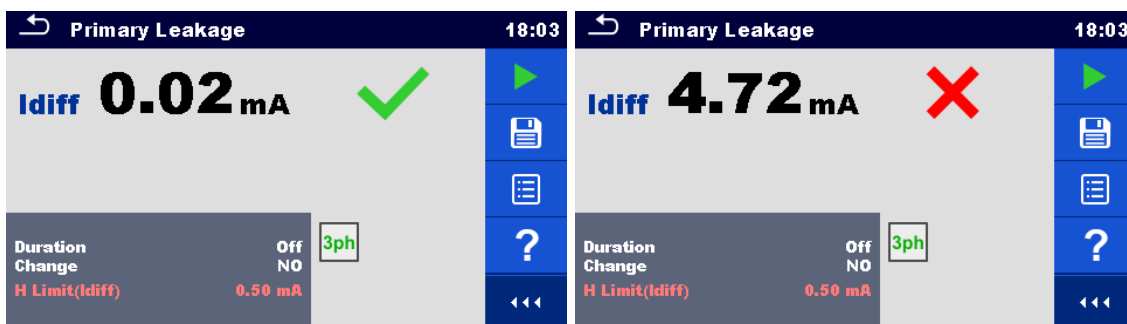 Primary Leakage 18:03
Idiff 0.02 mA
Duration Off
Change NO
3ph
H Limit(Idiff) 0.50 mA
?
Primary Leakage 18:03
Idiff 4.72 mA
Duration Off
Change NO
3ph
H Limit(Idiff) 0.50 mA
?